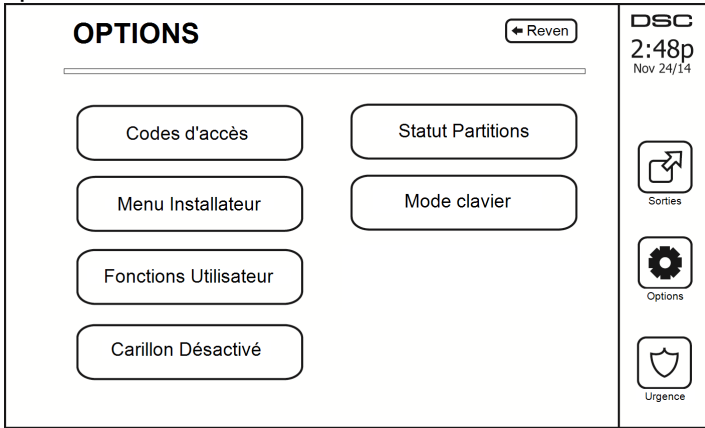 OPTIONS
Reven
DSC
2:48p
Nov 24/14
Codes d'accès
Statut Partitions
Menu Installateur
Mode clavier
Fonctions Utilisateur
Carillon Désactivé
Sorties
Options
Urgence